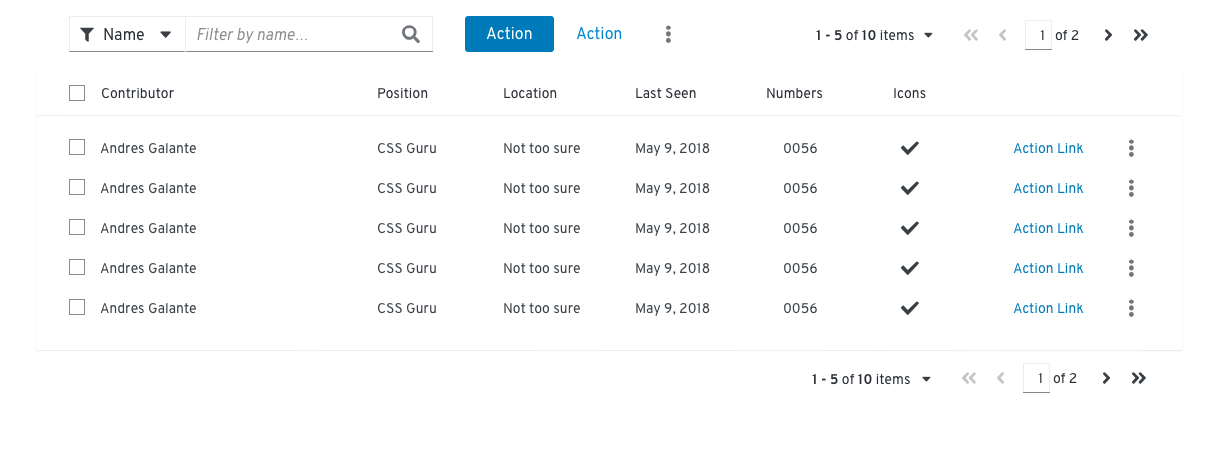 Name Filter by name... Action Action 1 - 5 of 10 items 1 of 2
Contributor Position Location Last Seen Numbers Icons
Andres Galante CSS Guru Not too sure May 9, 2018 0056 Action Link
Andres Galante CSS Guru Not too sure May 9, 2018 0056 Action Link
Andres Galante CSS Guru Not too sure May 9, 2018 0056 Action Link
Andres Galante CSS Guru Not too sure May 9, 2018 0056 Action Link
Andres Galante CSS Guru Not too sure May 9, 2018 0056 Action Link
1 - 5 of 10 items 1 of 2